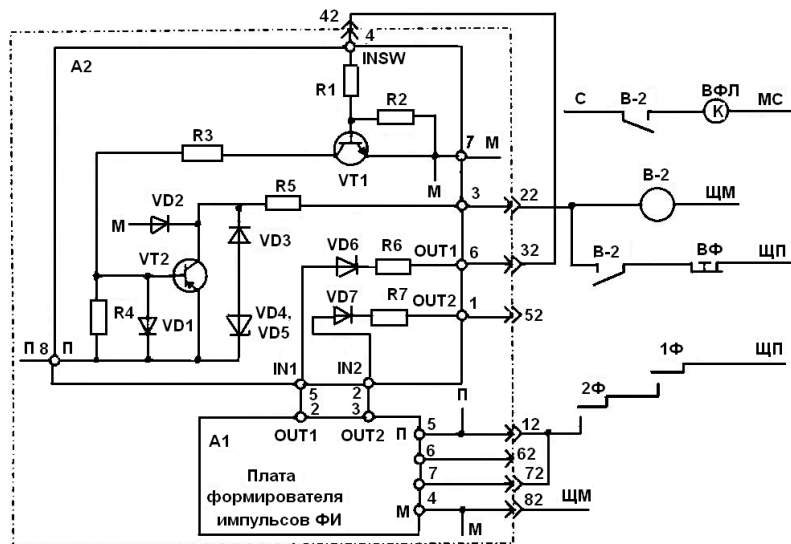 42
4
INSW
A2
R1
R2
R3
7 М
VT1
М
С В-2 ВФЛ МС
К
R5
3 22
В-2
ЩМ
VD2
М
VD3
VT2
VD6 R6 OUT1
6 32
В-2 ВФ ЩП
R4
VD1
VD4,
VD5
VD7 R7 OUT2
1
52
П 8 П
IN1 IN2
5 2
2 3
OUT1 OUT2
A1
П
1Ф ЩП
2Ф
П 5 12
6 62
7 72
М 4 82 ЩМ
М
Плата
формирователя
импульсов ФИ